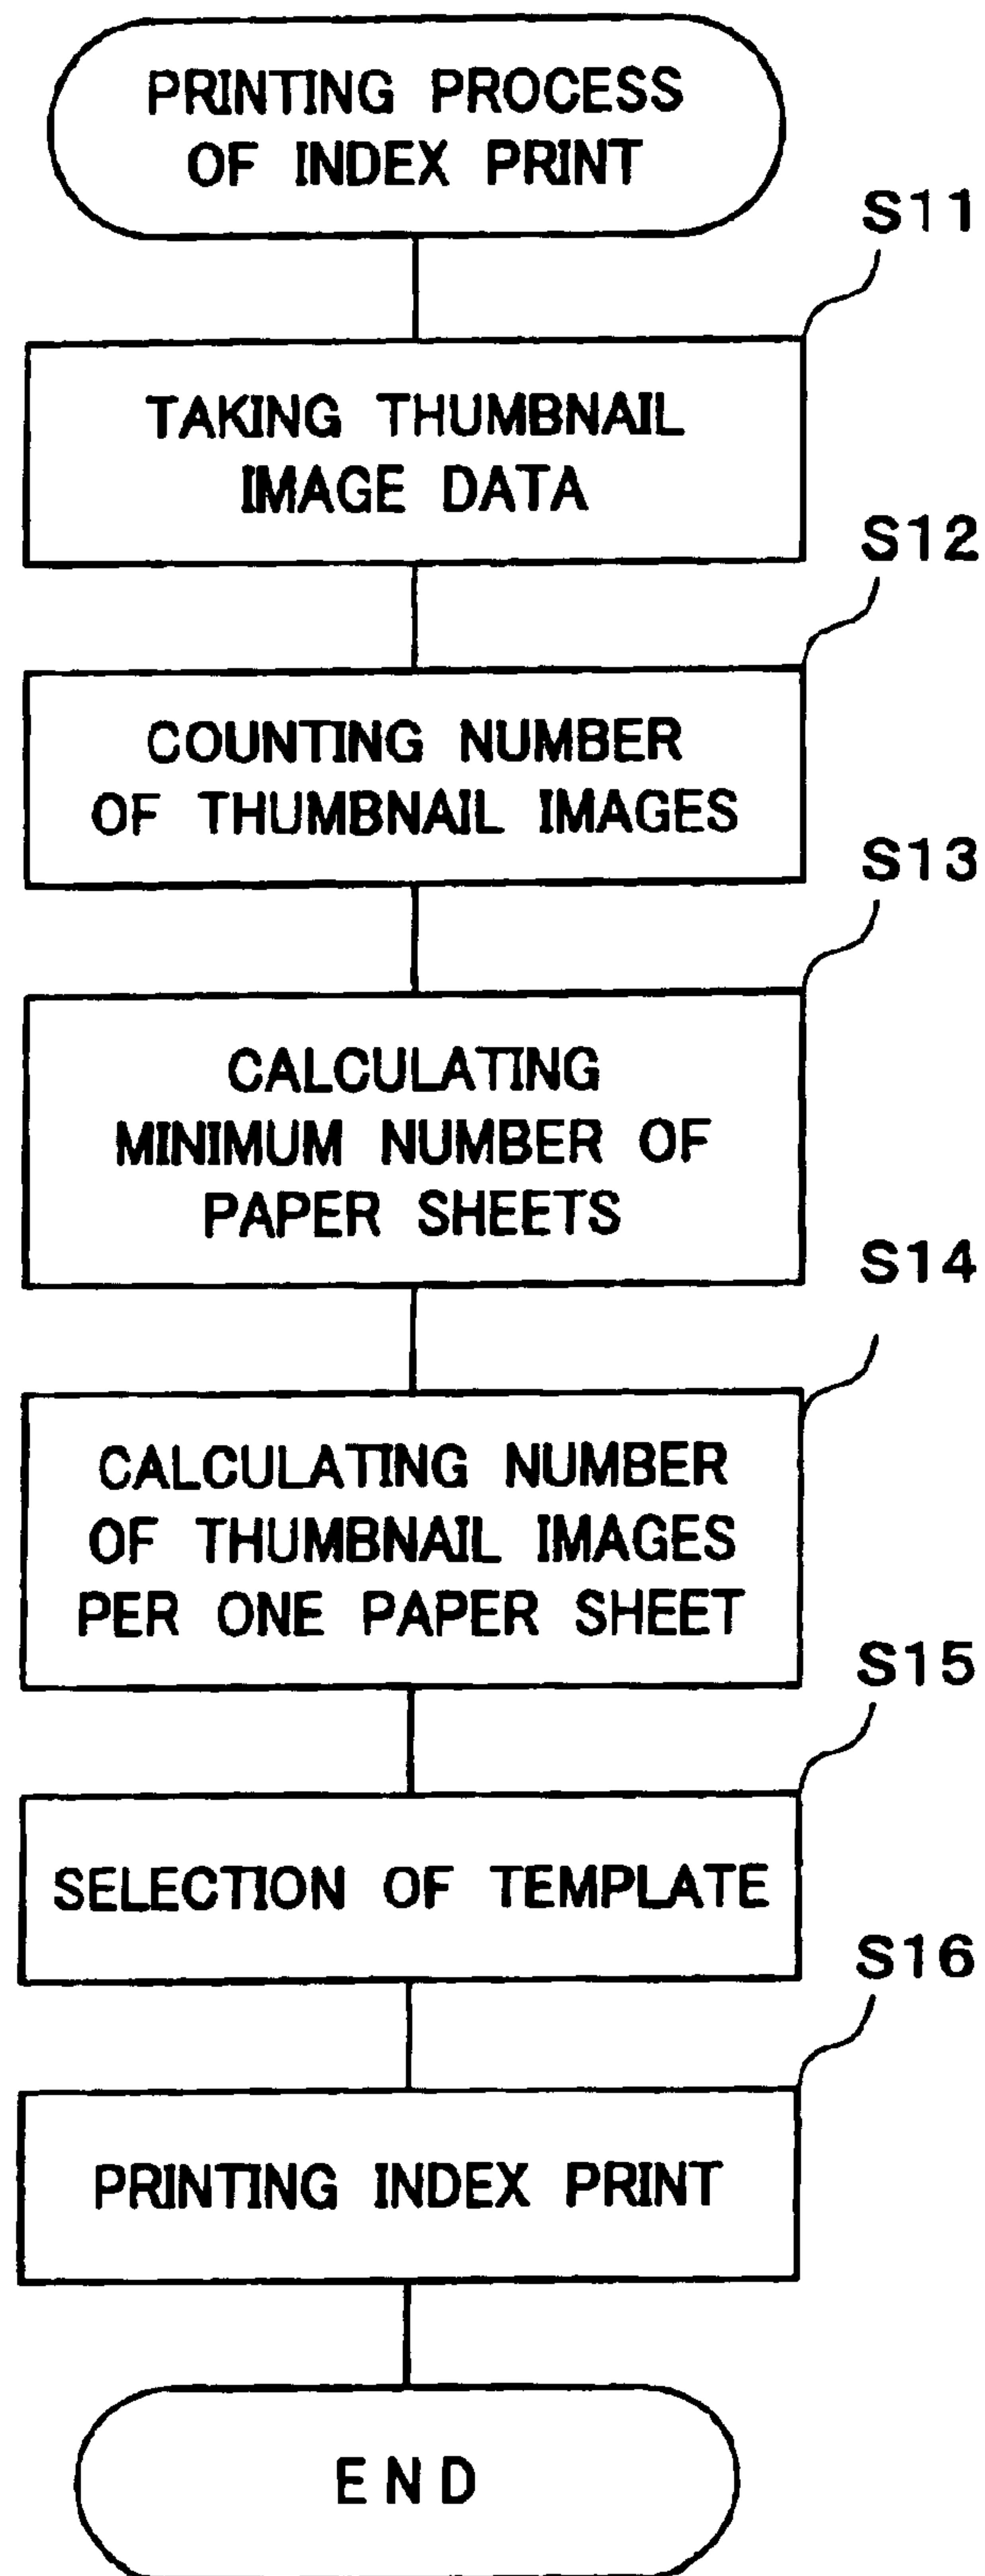 PRINTING PROCESS
OF INDEX PRINT
S11
TAKING THUMBNAIL
IMAGE DATA
S12
COUNTING NUMBER
OF THUMBNAIL IMAGES
S13
CALCULATING
MINIMUM NUMBER OF
PAPER SHEETS
S14
CALCULATING NUMBER
OF THUMBNAIL IMAGES
PER ONE PAPER SHEET
S15
SELECTION OF TEMPLATE
S16
PRINTING INDEX PRINT
END